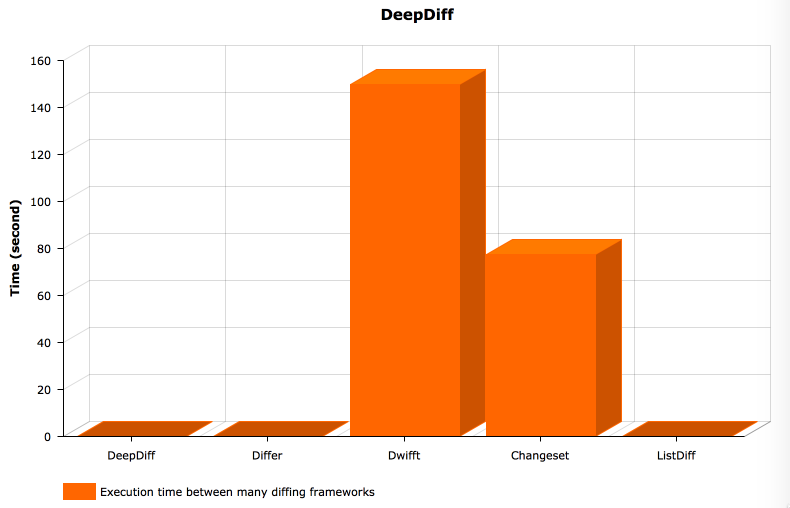 DeepDiff
Time (second)
160
140
120
100
80
60
40
20
0
DeepDiff Differ Dwifft Changeset ListDiff
Execution time between many diffing frameworks